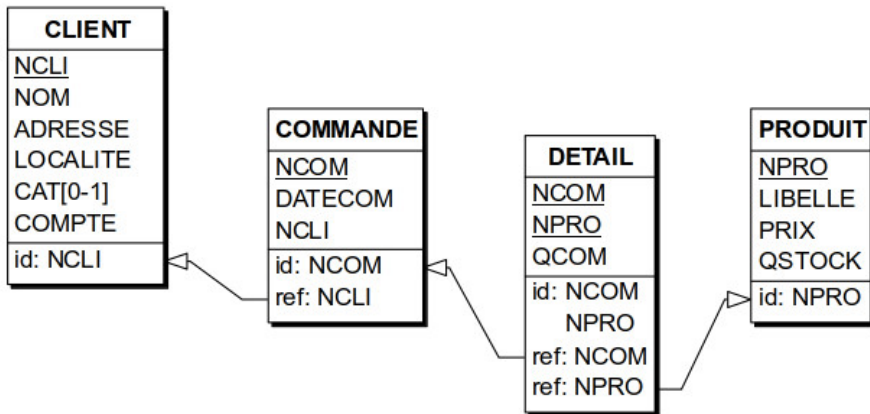 CLIENT
NCLI
NOM
ADRESSE
LOCALITE
CAT[0-1]
COMPTE
id: NCLI
COMMANDE
NCOM
DATECOM
NCLI
id: NCOM
ref: NCLI
DETAIL
NCOM
NPRO
QCOM
id: NCOM
NPRO
ref: NCOM
ref: NPRO
PRODUIT
NPRO
LIBELLE
PRIX
QSTOCK
id: NPRO